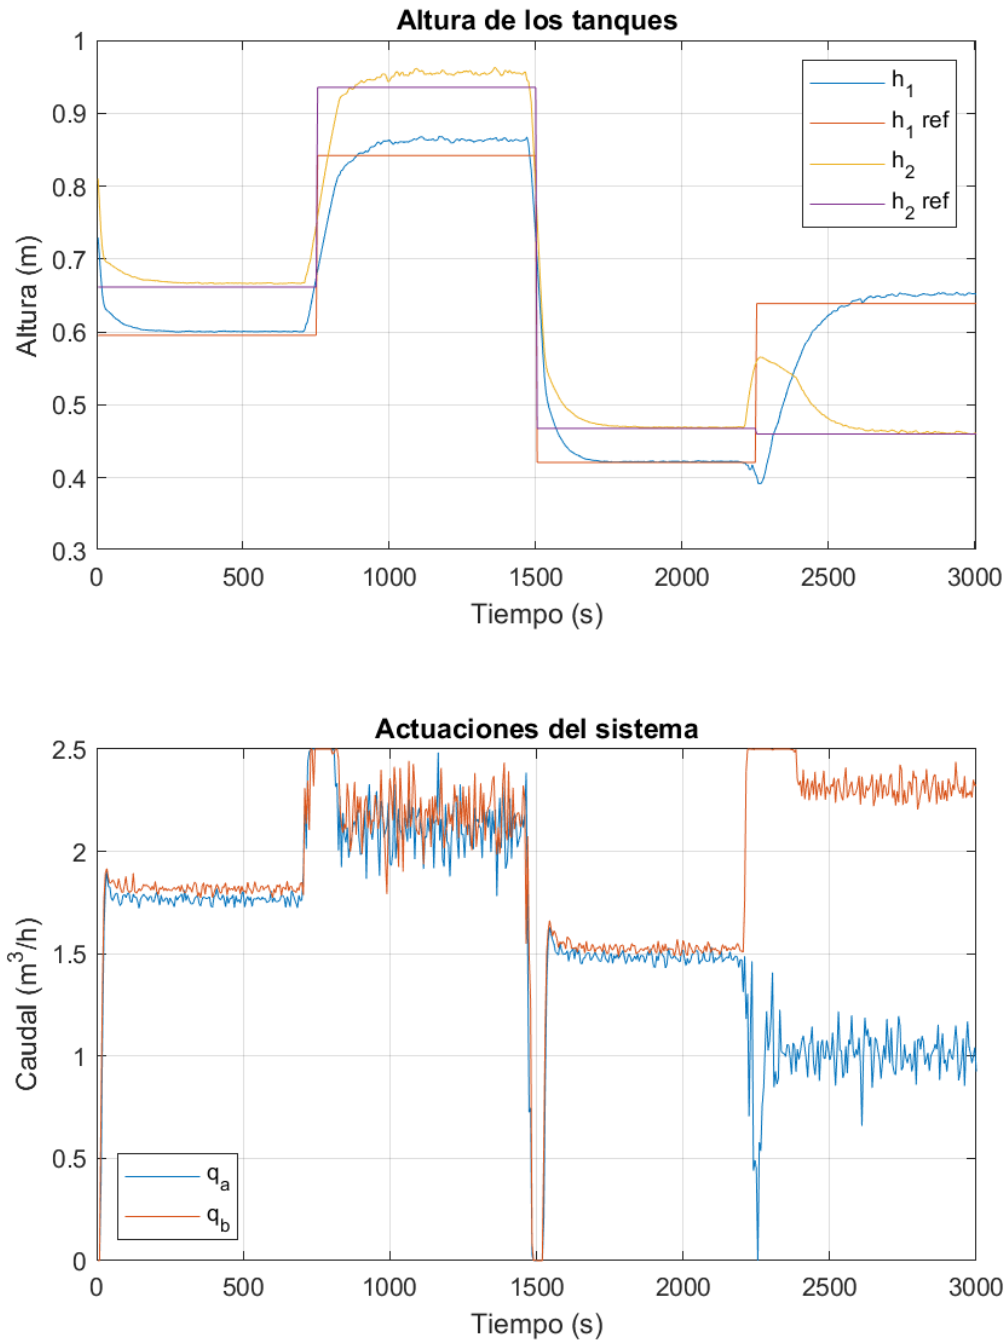 Altura de los tanques
1
0.9
0.8
0.7
0.6
0.5
0.4
0.3
Altura (m)
h1
h1 ref
h2
h2 ref
0 500 1000 1500 2000 2500 3000
Tiempo (s)
Actuaciones del sistema
2.5
2
1.5
1
0.5
0
Caudal (m³/h)
qa
qb
0 500 1000 1500 2000 2500 3000
Tiempo (s)